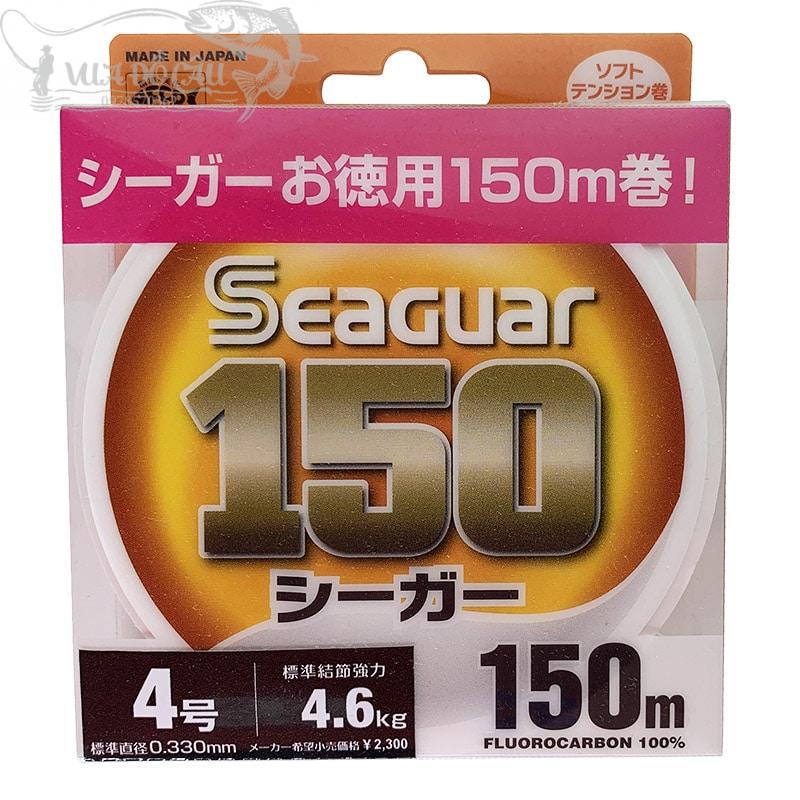 VUA ĐỒ CÂU
MADE IN JAPAN
ソフト
テンション巻
シーガーお徳用150m巻!
Seaguar
150
シーガー
4号
標準直径0.330mm
標準結節強力
4.6kg
メーカー希望小売価格¥2,300
150m
FLUOROCARBON 100%